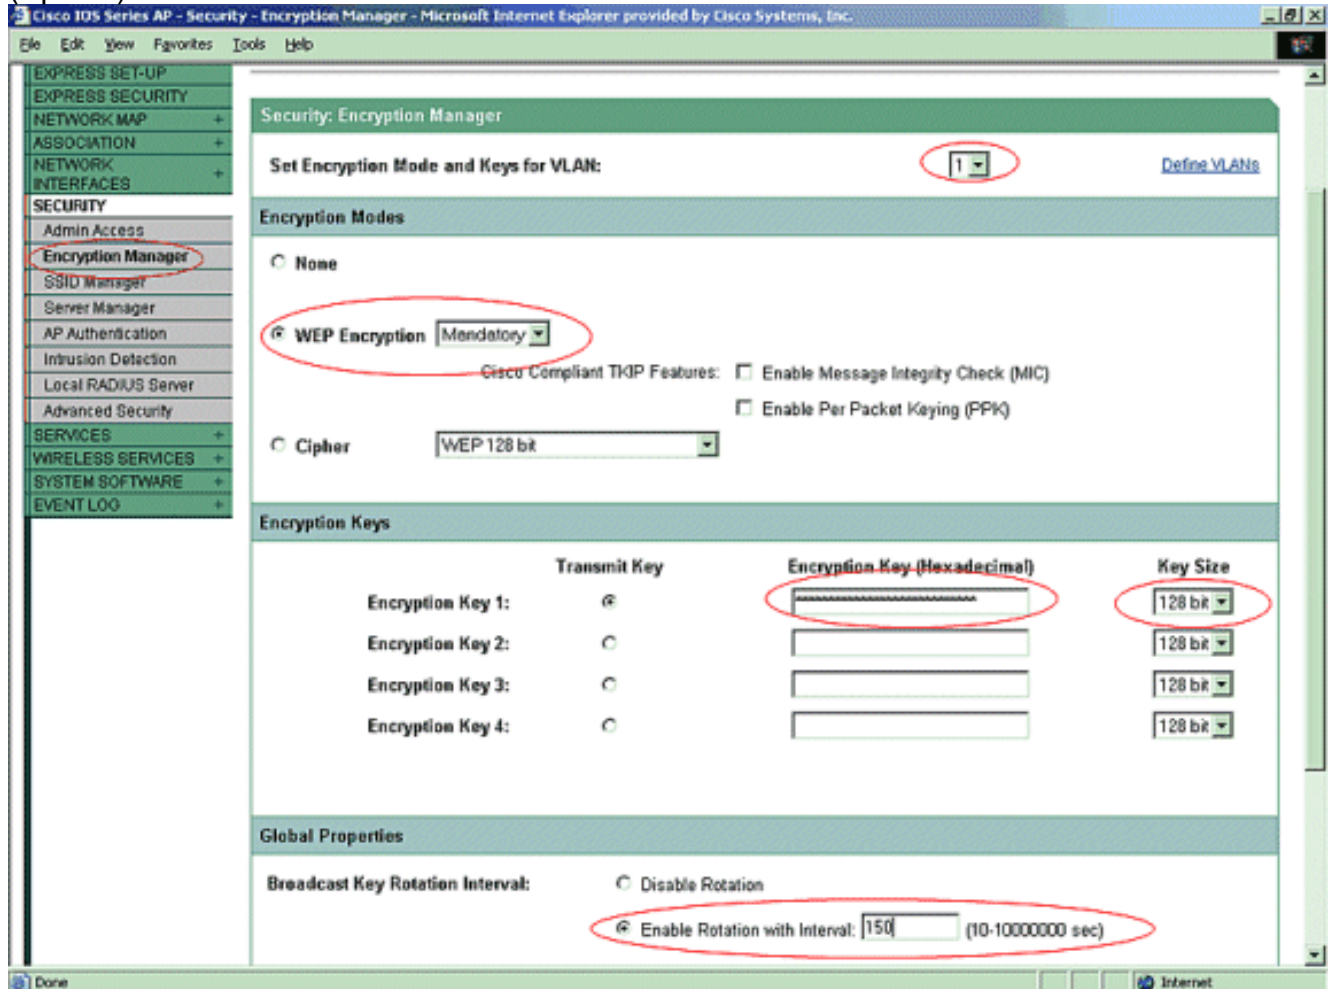 Cisco IOS Series AP - Security - Encryption Manager - Microsoft Internet Explorer provided by Cisco Systems, Inc.
File Edit View Favorites Tools Help
EXPRESS SET-UP
EXPRESS SECURITY
NETWORK MAP +
ASSOCIATION +
NETWORK INTERFACES +
SECURITY
Admin Access
Encryption Manager
SSID Manager
Server Manager
AP Authentication
Intrusion Detection
Local RADIUS Server
Advanced Security
SERVICES +
WIRELESS SERVICES +
SYSTEM SOFTWARE +
EVENT LOG +
Security: Encryption Manager
Set Encryption Mode and Keys for VLAN: 1 Define VLANs
Encryption Modes
None
WEP Encryption Mandatory
Cisco Compliant TKIP Features: Enable Message Integrity Check (MIC)
Enable Per Packet Keying (PPK)
Cipher WEP 128 bit
Encryption Keys
Transmit Key Encryption Key (Hexadecimal) Key Size
Encryption Key 1: 128 bit
Encryption Key 2: 128 bit
Encryption Key 3: 128 bit
Encryption Key 4: 128 bit
Global Properties
Broadcast Key Rotation Interval: Disable Rotation
Enable Rotation with Interval: 150 (10-10000000 sec)
Done Internet